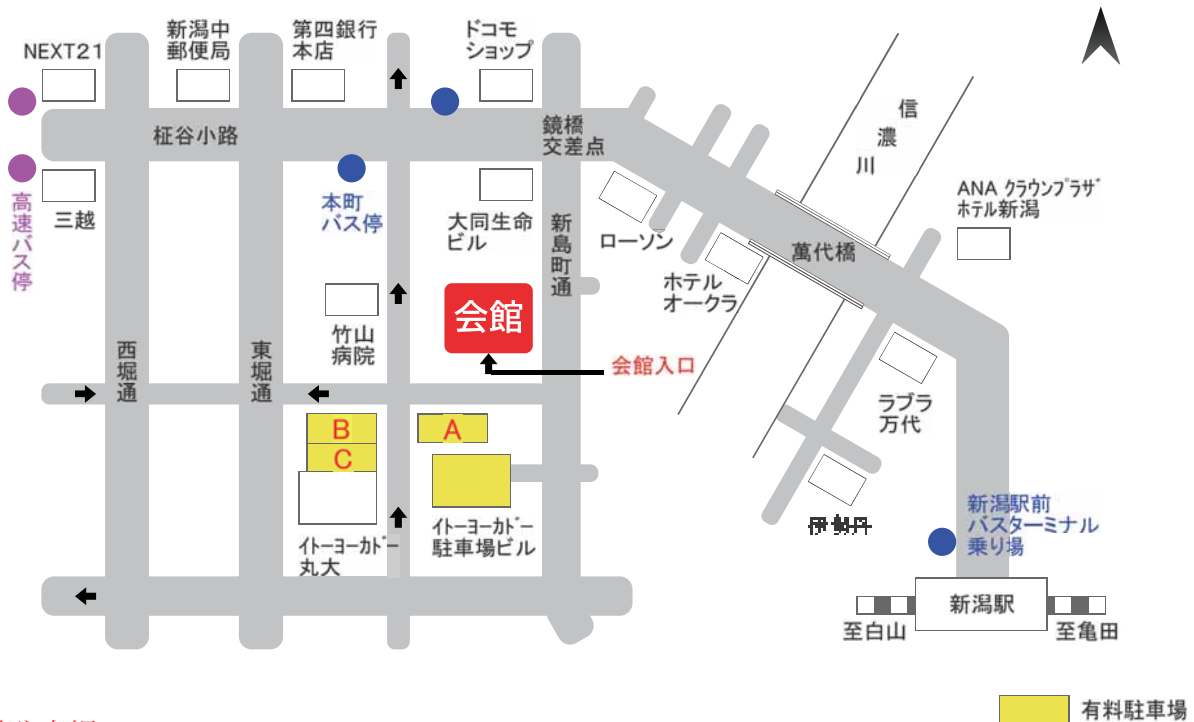 NEXT21
新潟中
郵便局
第四銀行
本店
ドコモ
ショップ
柾谷小路
鏡橋
交差点
信
濃
川
三越
高速バス停
本町
バス停
大同生命
ビル
新島町通
ローソン
ホテル
オークラ
萬代橋
ANA クラウンプラザ
ホテル新潟
竹山
病院
会館
会館入口
西堀通
東堀通
B
C
A
ラブラ
万代
イトーヨーカドー
丸大
イトーヨーカドー
駐車場ビル
伊勢丹
新潟駅前
バスターミナル
乗り場
新潟駅
至白山
至亀田
有料駐車場